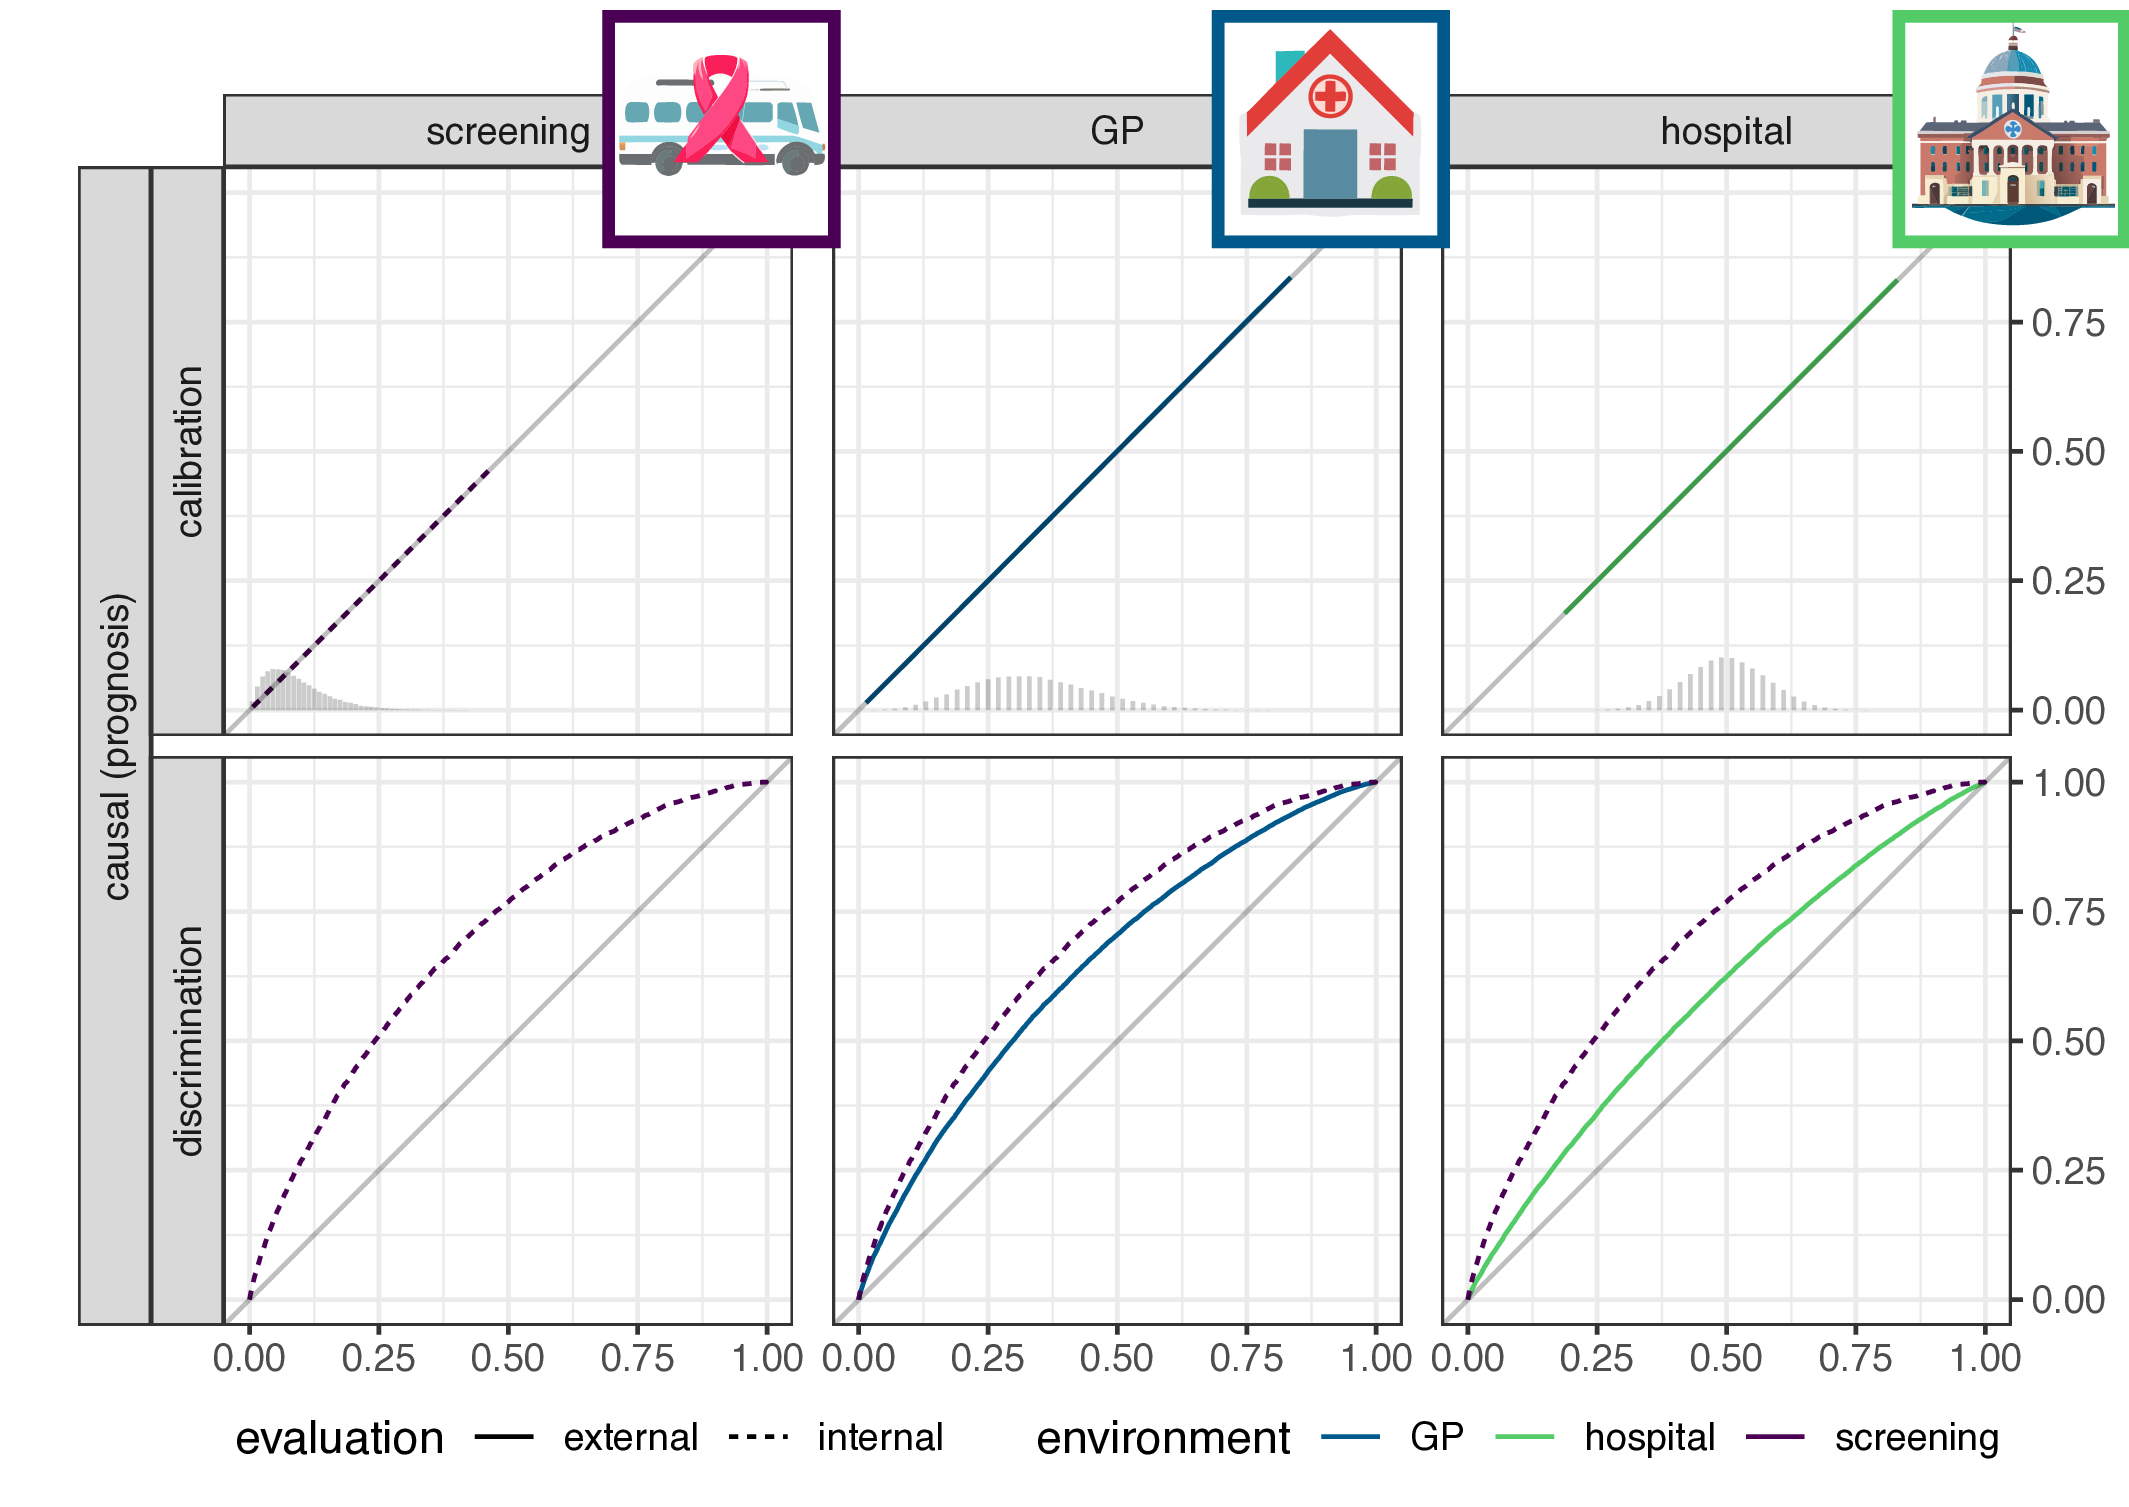 screening
GP
hospital
causal (prognosis)
calibration
0.75
0.50
0.25
0.00
discrimination
1.00
0.75
0.50
0.25
0.00
0.00 0.25 0.50 0.75 1.00 0.00 0.25 0.50 0.75 1.00 0.00 0.25 0.50 0.75 1.00
evaluation external internal environment GP hospital screening